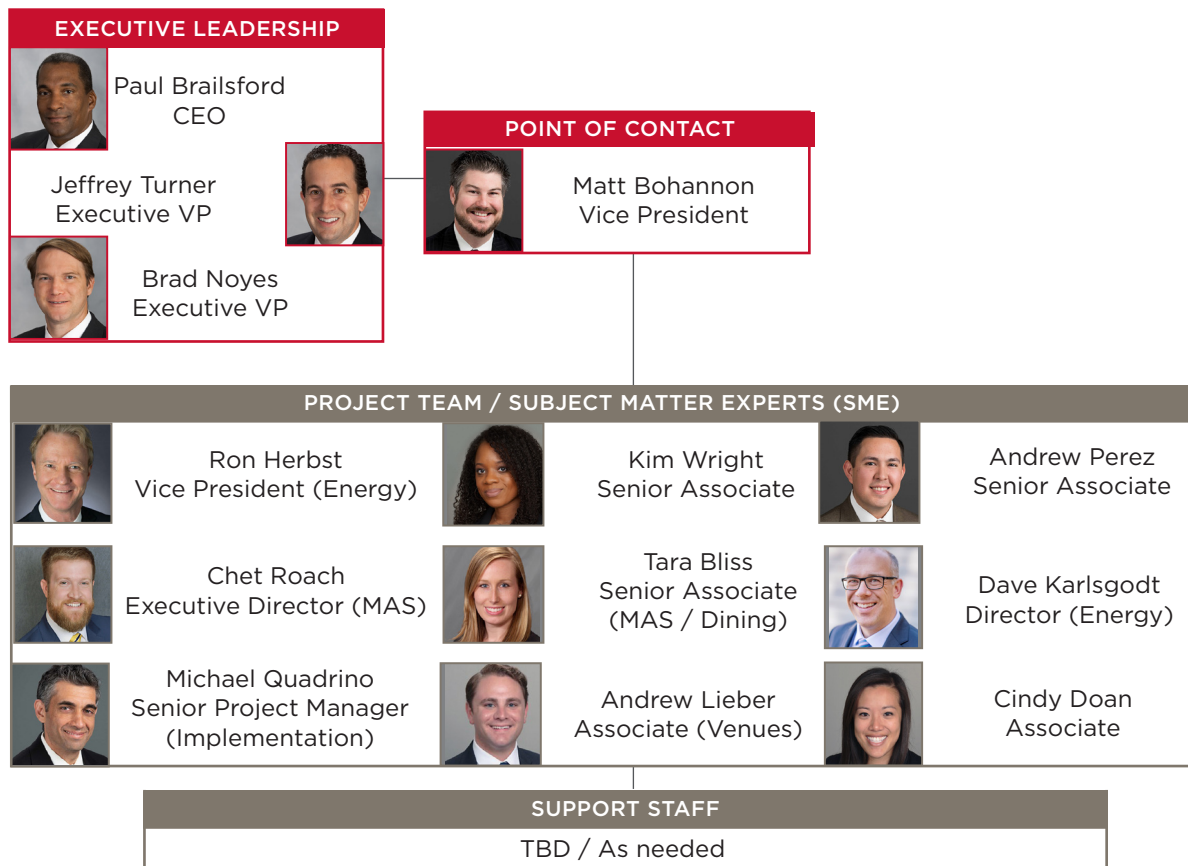 EXECUTIVE LEADERSHIP
Paul Brailsford
CEO
Jeffrey Turner
Executive VP
Brad Noyes
Executive VP
POINT OF CONTACT
Matt Bohannon
Vice President
PROJECT TEAM / SUBJECT MATTER EXPERTS (SME)
Ron Herbst
Vice President (Energy)
Kim Wright
Senior Associate
Andrew Perez
Senior Associate
Chet Roach
Executive Director (MAS)
Tara Bliss
Senior Associate
(MAS / Dining)
Dave Karlsgodt
Director (Energy)
Michael Quadrino
Senior Project Manager
(Implementation)
Andrew Lieber
Associate (Venues)
Cindy Doan
Associate
SUPPORT STAFF
TBD / As needed